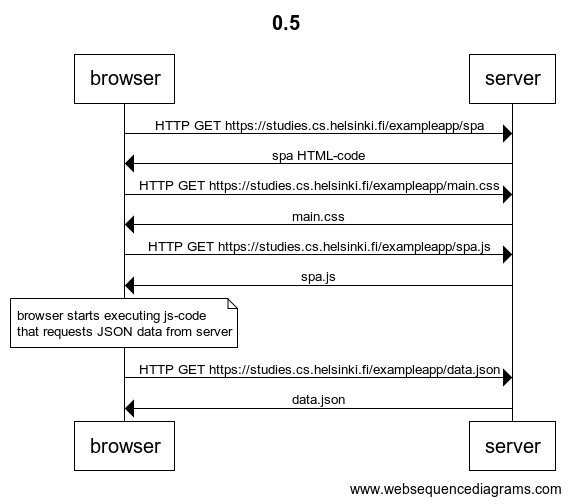 0.5
browser
server
HTTP GET https://studies.cs.helsinki.fi/exampleapp/spa
spa HTML-code
HTTP GET https://studies.cs.helsinki.fi/exampleapp/main.css
main.css
HTTP GET https://studies.cs.helsinki.fi/exampleapp/spa.js
spa.js
browser starts executing js-code
that requests JSON data from server
HTTP GET https://studies.cs.helsinki.fi/exampleapp/data.json
data.json
browser
server
www.websequencediagrams.com